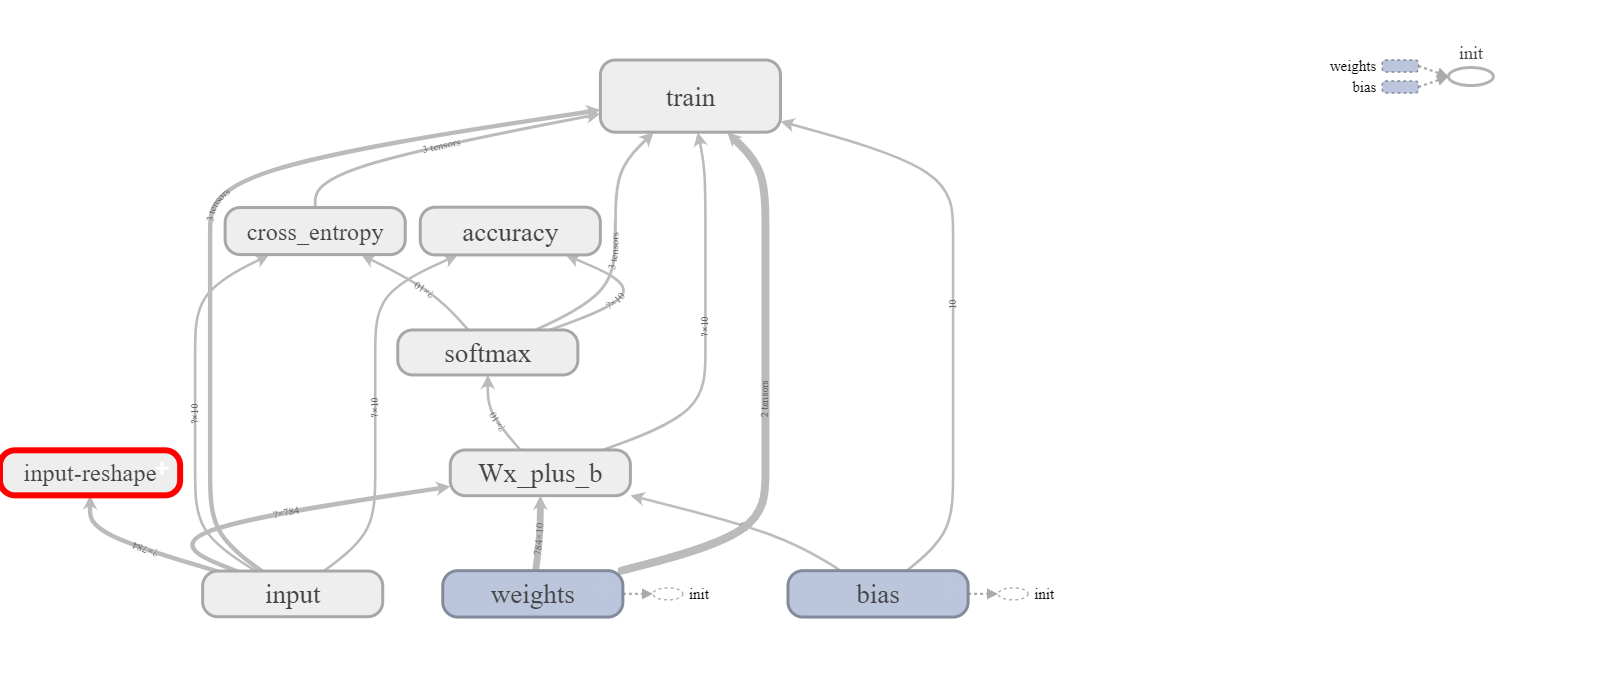 init
weights
bias
train
3 tensors
3 tensors
cross_entropy
accuracy
3 tensors
?×10
?×10
10
?×10
softmax
?×10
?×10
2 tensors
?×10
input-reshape
Wx_plus_b
?×784
784×10
?×784
input
weights
init
bias
init